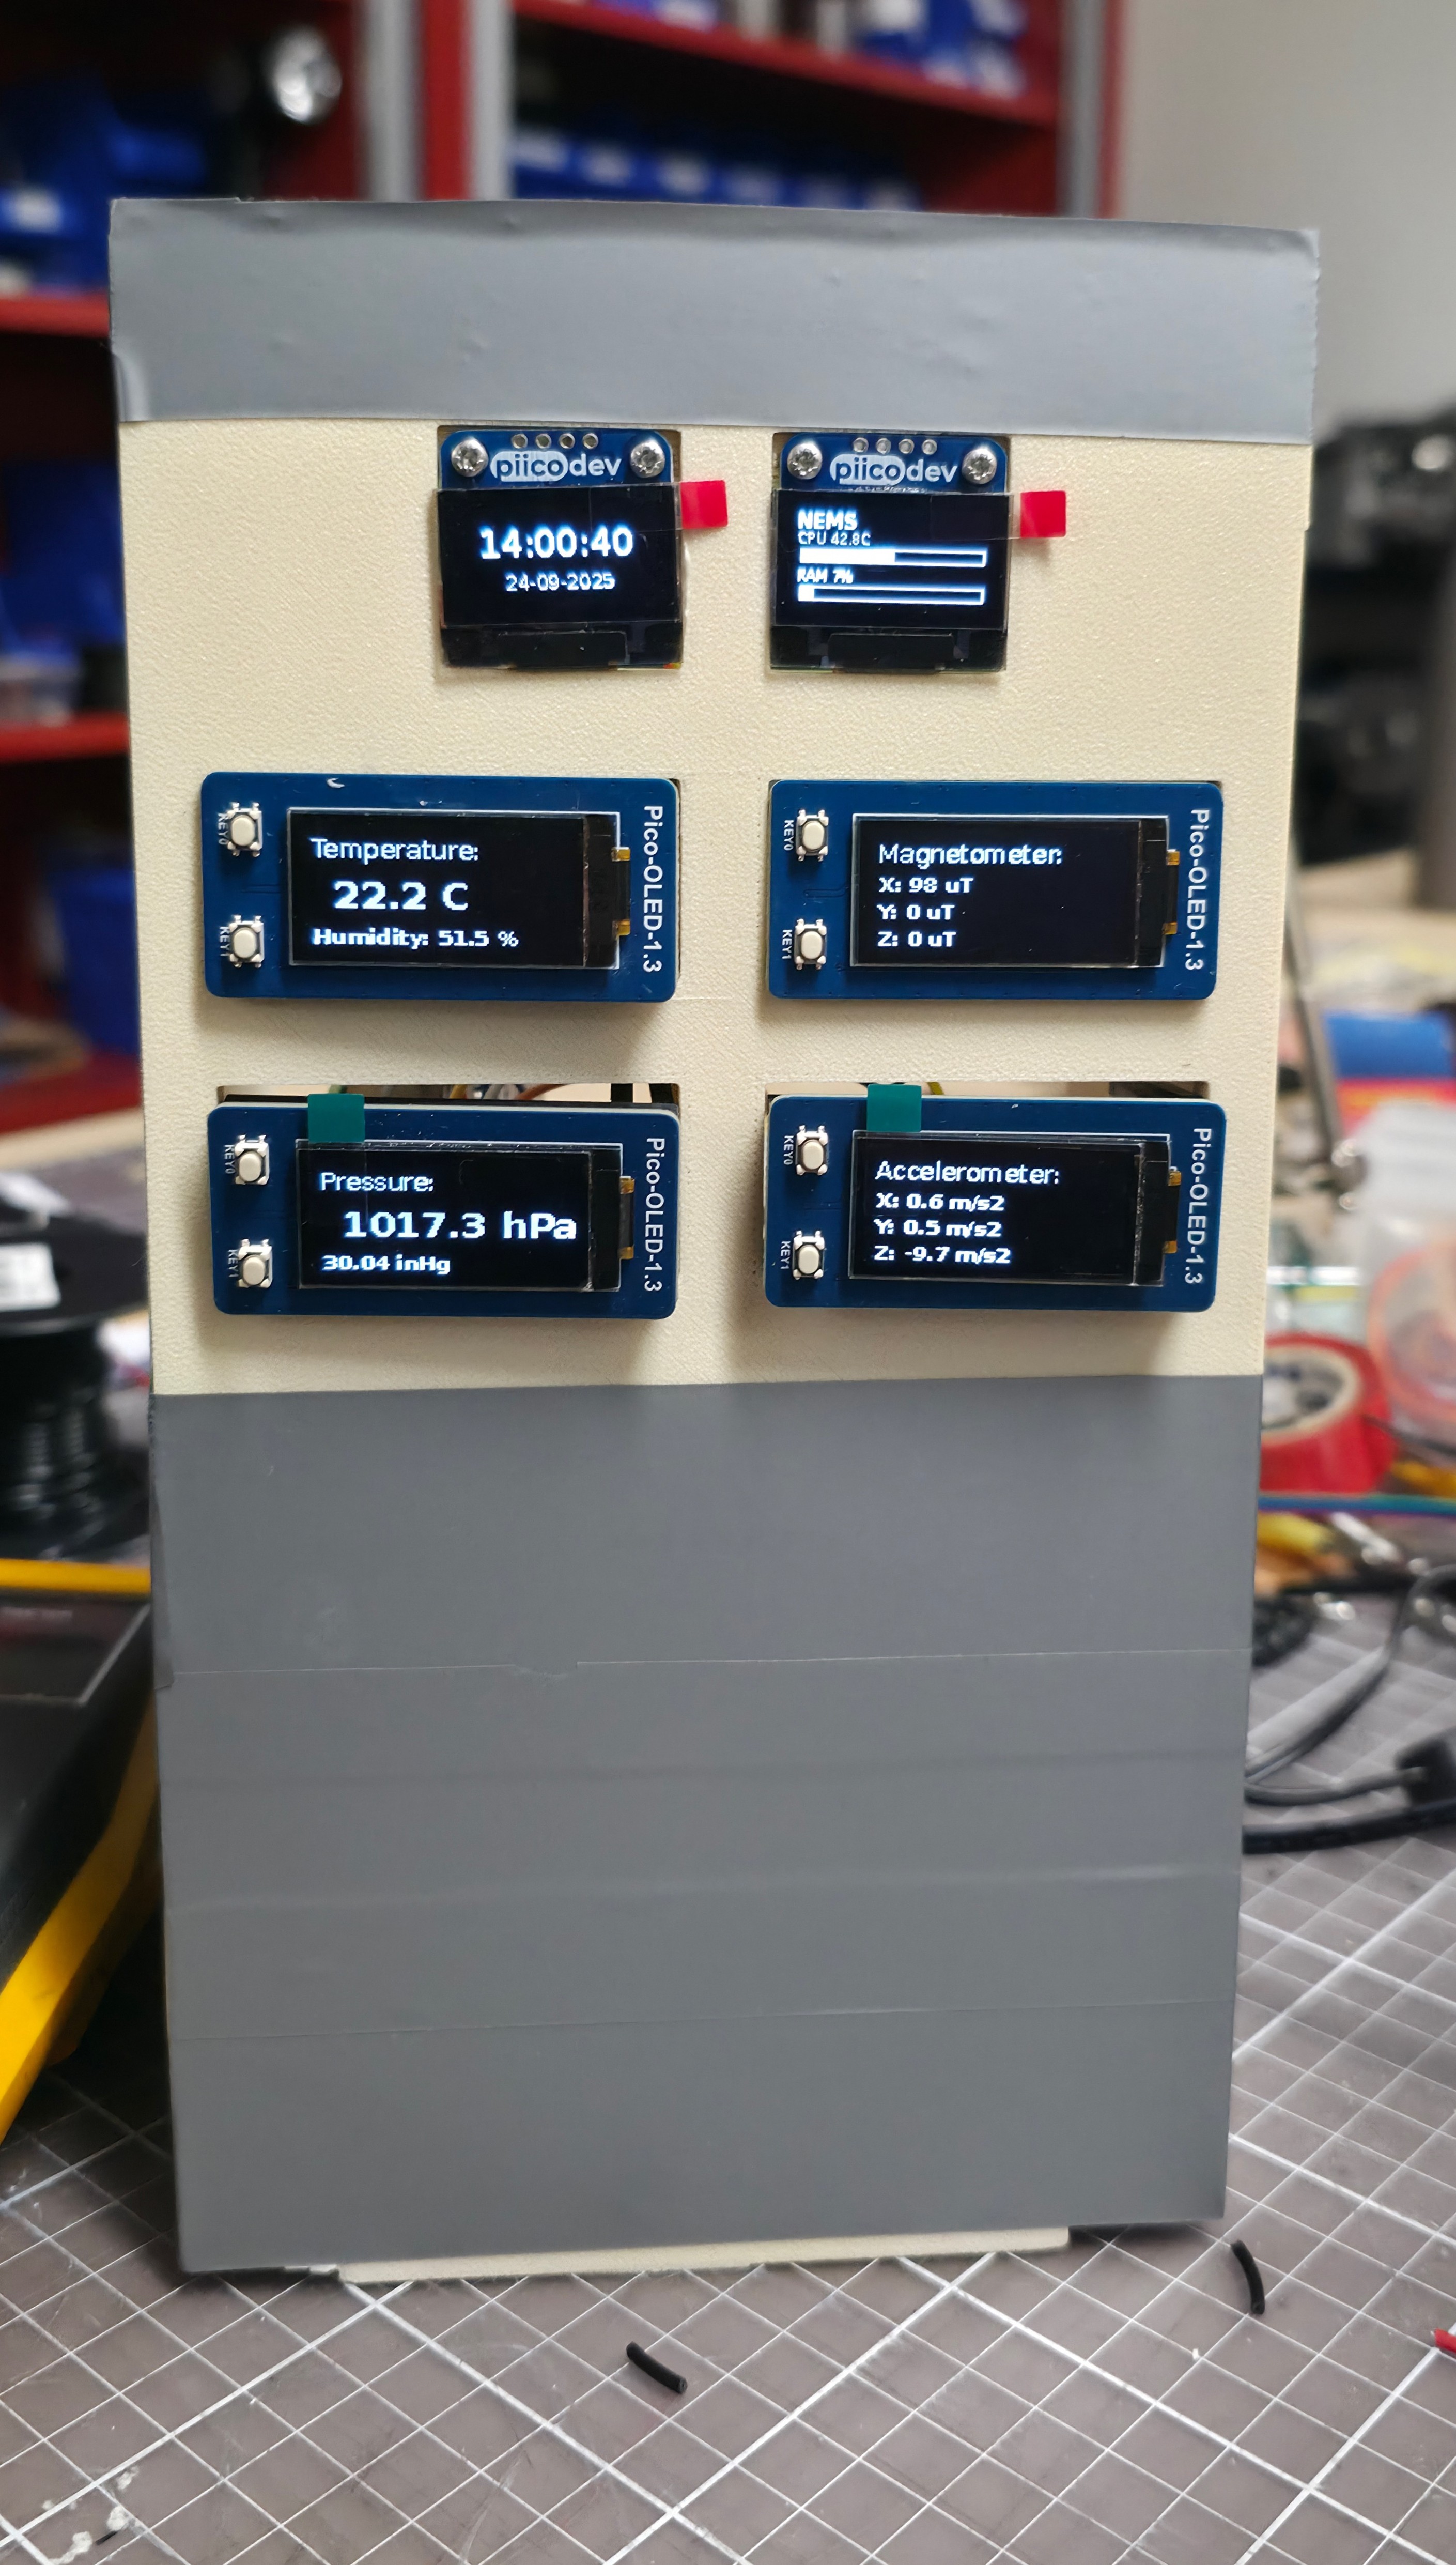 piicodev
14:00:40
24-09-2025
piicodev
NEMS
CPU 42.8C
RAM 7%
KEY0
KEY1
Temperature:
22.2 C
Humidity: 51.5 %
Pico-OLED-1.3
KEY0
KEY1
Magnetometer:
X: 98 uT
Y: 0 uT
Z: 0 uT
Pico-OLED-1.3
KEY0
KEY1
Pressure:
1017.3 hPa
30.04 inHg
Pico-OLED-1.3
KEY0
KEY1
Accelerometer:
X: 0.6 m/s2
Y: 0.5 m/s2
Z: -9.7 m/s2
Pico-OLED-1.3